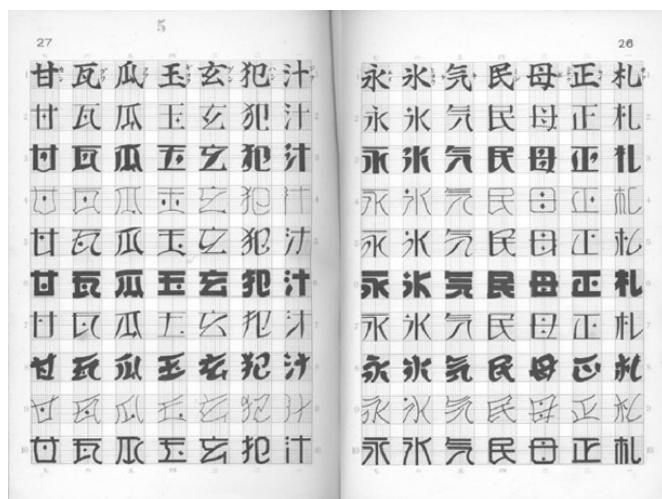 5
27
甘 瓦 瓜 玉 玄 犯 汁
甘 瓦 瓜 玉 玄 犯 汁
甘 瓦 瓜 玉 玄 犯 汁
甘 瓦 瓜 玉 玄 犯 汁
甘 瓦 瓜 玉 玄 犯 汁
甘 瓦 瓜 玉 玄 犯 汁
甘 瓦 瓜 玉 玄 犯 汁
甘 瓦 瓜 玉 玄 犯 汁
甘 瓦 瓜 玉 玄 犯 汁
甘 瓦 瓜 玉 玄 犯 汁
26
永 氷 気 民 母 正 札
永 氷 気 民 母 正 札
永 氷 気 民 母 正 札
永 氷 気 民 母 正 札
永 氷 気 民 母 正 札
永 氷 気 民 母 正 札
永 氷 気 民 母 正 札
永 氷 気 民 母 正 札
永 氷 気 民 母 正 札
永 氷 気 民 母 正 札